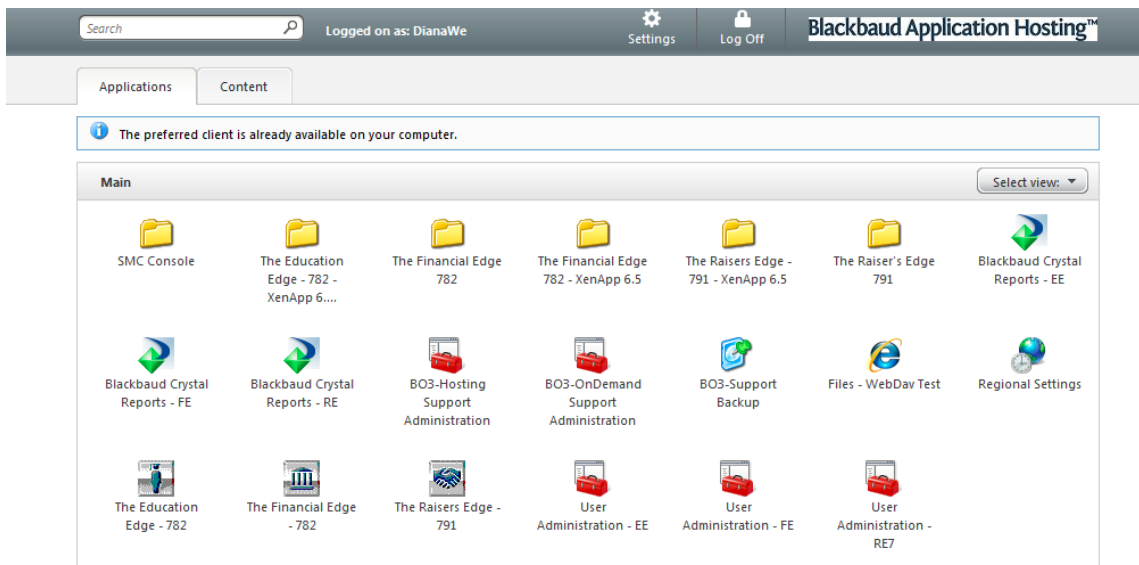 Search
Logged on as: DianaWe
Settings
Log Off
Blackbaud Application Hosting™
Applications
Content
The preferred client is already available on your computer.
Main
Select view:
SMC Console
The Education
Edge - 782 -
XenApp 6....
The Financial Edge
782
The Financial Edge
782 - XenApp 6.5
The Raisers Edge -
791 - XenApp 6.5
The Raiser's Edge
791
Blackbaud Crystal
Reports - EE
Blackbaud Crystal
Reports - FE
Blackbaud Crystal
Reports - RE
BO3-Hosting
Support
Administration
BO3-OnDemand
Support
Administration
BO3-Support
Backup
Files - WebDav Test
Regional Settings
The Education
Edge - 782
The Financial Edge
- 782
The Raisers Edge -
791
User
Administration - EE
User
Administration - FE
User
Administration -
RE7